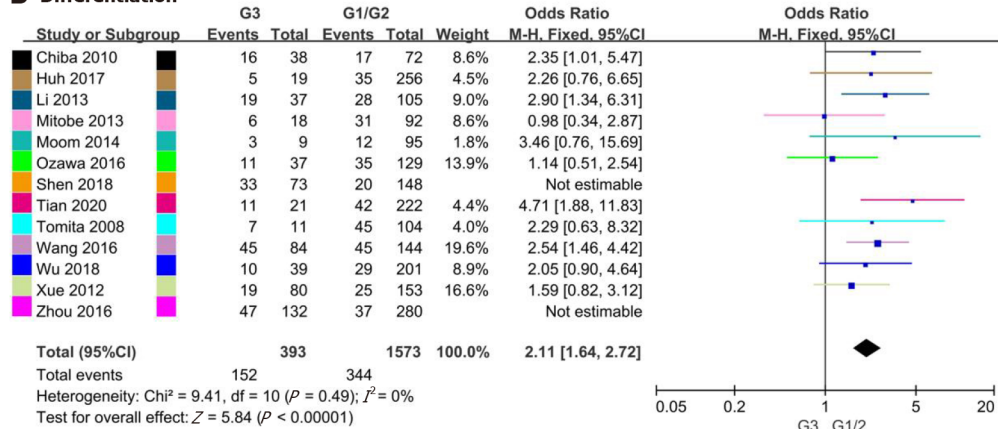 Differentiation
G3 G1/G2 Odds Ratio Odds Ratio
Study or Subgroup Events Total Events Total Weight M-H, Fixed, 95%CI M-H, Fixed, 95%CI
Chiba 2010 16 38 17 72 8.6% 2.35 [1.01, 5.47]
Huh 2017 5 19 35 256 4.5% 2.26 [0.76, 6.65]
Li 2013 19 37 28 105 9.0% 2.90 [1.34, 6.31]
Mitobe 2013 6 18 31 92 8.6% 0.98 [0.34, 2.87]
Moom 2014 3 9 12 95 1.8% 3.46 [0.76, 15.69]
Ozawa 2016 11 37 35 129 13.9% 1.14 [0.51, 2.54]
Shen 2018 33 73 20 148 Not estimable
Tian 2020 11 21 42 222 4.4% 4.71 [1.88, 11.83]
Tomita 2008 7 11 45 104 4.0% 2.29 [0.63, 8.32]
Wang 2016 45 84 45 144 19.6% 2.54 [1.46, 4.42]
Wu 2018 10 39 29 201 8.9% 2.05 [0.90, 4.64]
Xue 2012 19 80 25 153 16.6% 1.59 [0.82, 3.12]
Zhou 2016 47 132 37 280 Not estimable
Total (95%CI) 393 1573 100.0% 2.11 [1.64, 2.72]
Total events 152 344
Heterogeneity: Chi² = 9.41, df = 10 (P = 0.49); I² = 0%
Test for overall effect: Z = 5.84 (P < 0.00001)
0.05 0.2 1 5 20
G3 G1/2